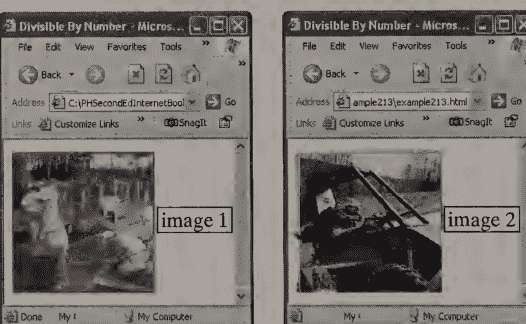 Divisible By Number - Micros...
File Edit View Favorites Tools »
Back
Address C:\PHSecondEdInternetBool Go
Links Customize Links » SnagIt
image 1
Done My Computer
Divisible By Number - Micros...
File Edit View Favorites Tools »
Back
Address ample213\example213.html Go
Links Customize Links » SnagIt
image 2
My Computer